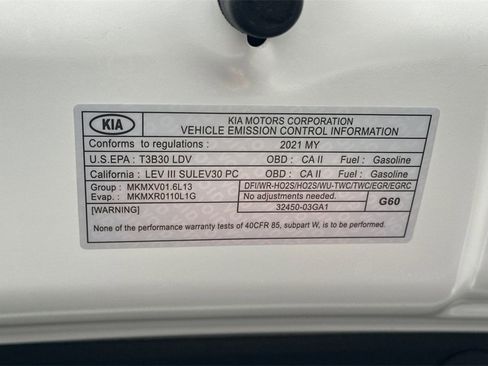 KIA
KIA MOTORS CORPORATION
VEHICLE EMISSION CONTROL INFORMATION
Conforms to regulations : 2021 MY
U.S.EPA : T3B30 LDV OBD : CA II Fuel : Gasoline
California : LEV III SULEV30 PC OBD : CA II Fuel : Gasoline
Group : MKMXV01.6L13
Evap. : MKMXR0110L1G
DFI/WR-HO2S/HO2S/WU-TWC/TWC/EGR/EGRC
No adjustments needed.
32450-03GA1
G60
[WARNING]
None of the performance warranty tests of 40CFR 85, subpart W, is to be performed.